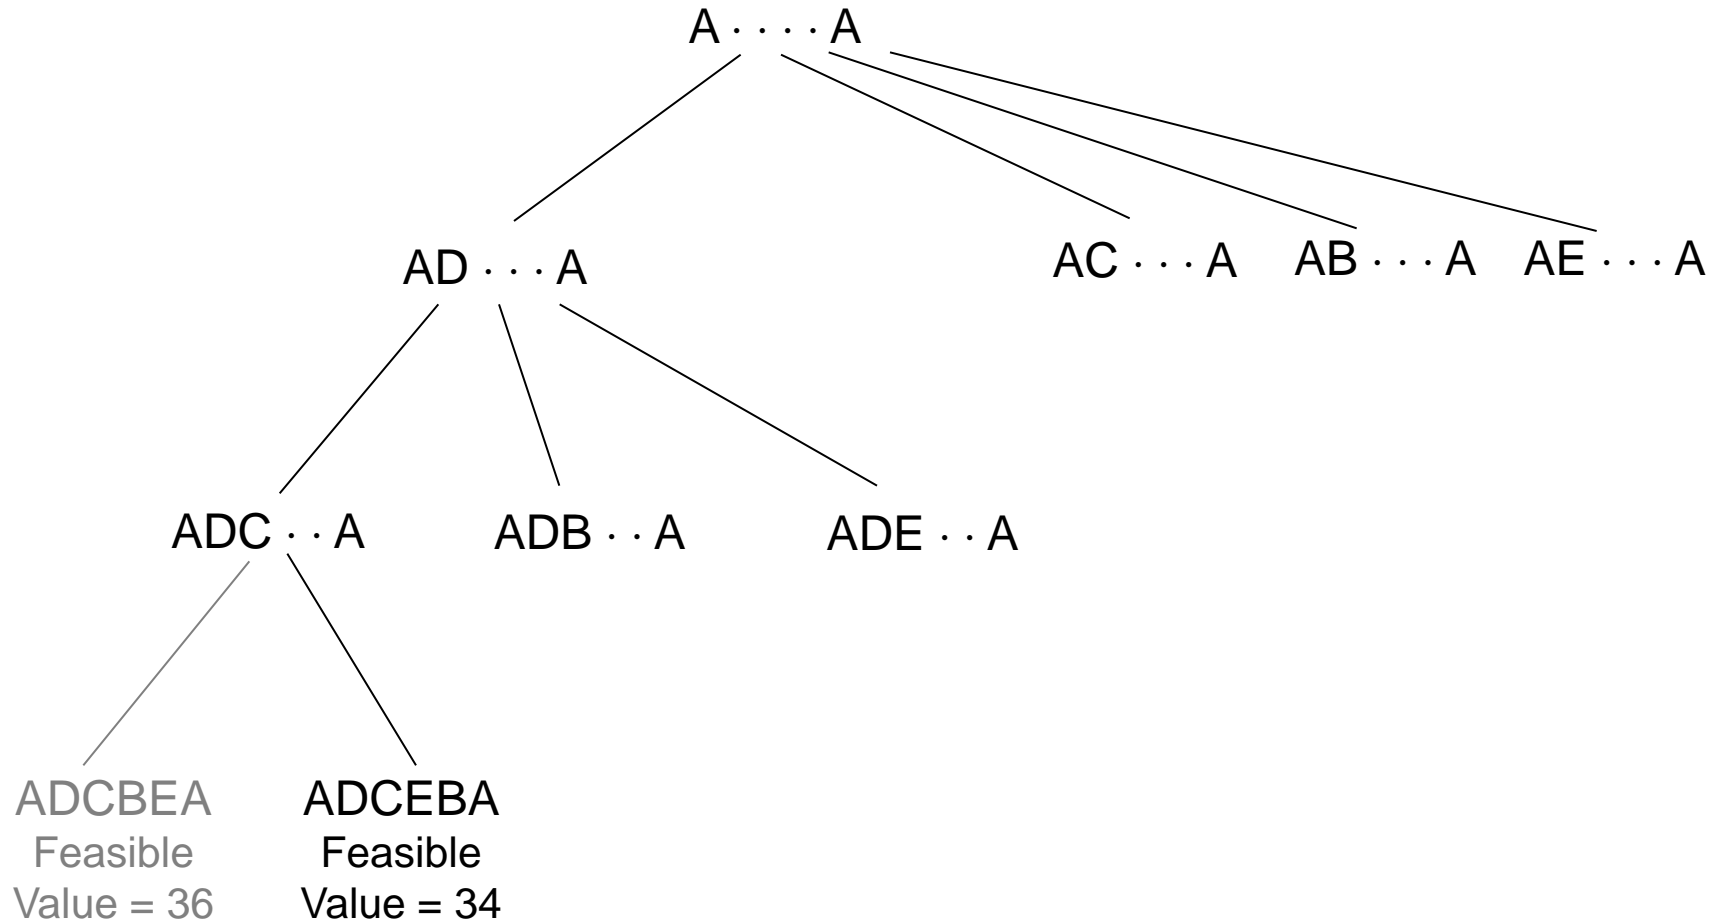 A · · · · A
AD · · · A
AC · · · A
AB · · · A
AE · · · A
ADC · · A
ADB · · A
ADE · · A
ADCBEA
Feasible
Value = 36
ADCEBA
Feasible
Value = 34